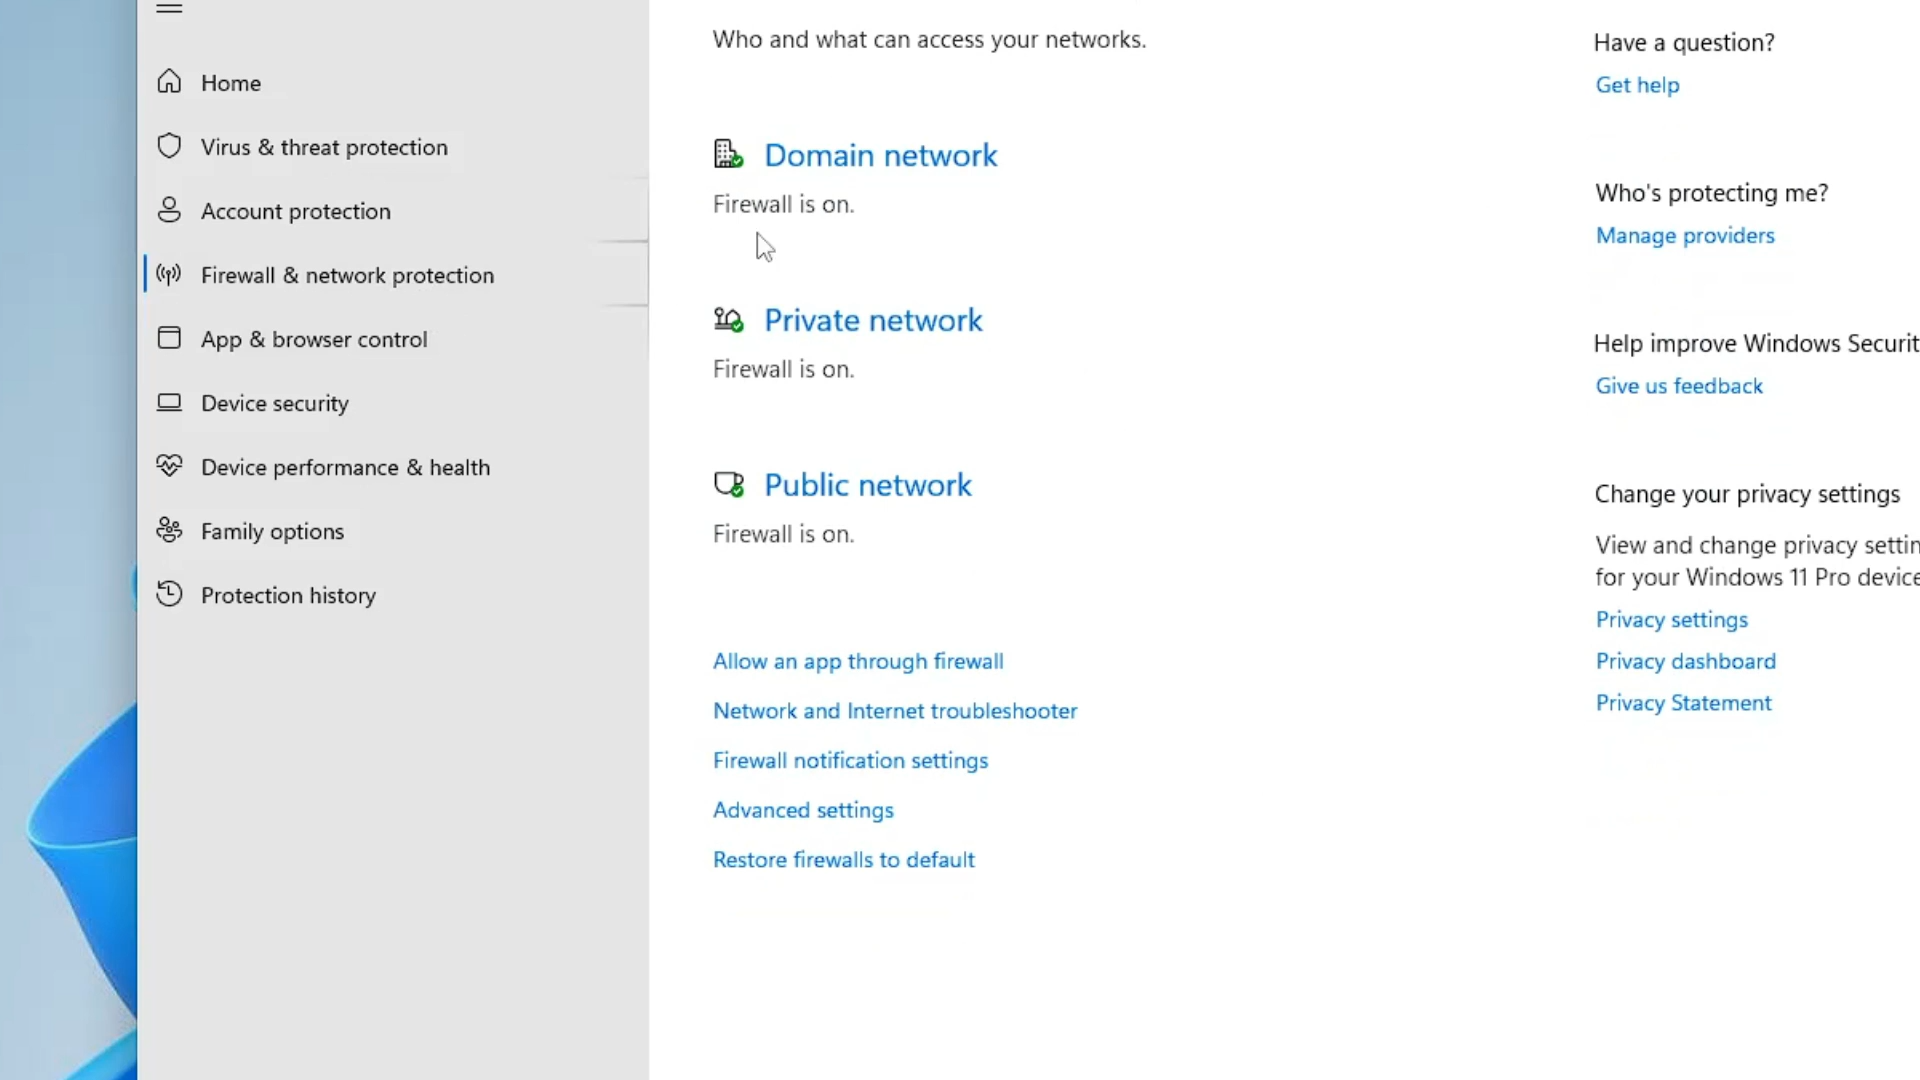 Home
Virus & threat protection
Account protection
Firewall & network protection
App & browser control
Device security
Device performance & health
Family options
Protection history
Who and what can access your networks.
Domain network
Firewall is on.
Private network
Firewall is on.
Public network
Firewall is on.
Allow an app through firewall
Network and Internet troubleshooter
Firewall notification settings
Advanced settings
Restore firewalls to default
Have a question?
Get help
Who's protecting me?
Manage providers
Help improve Windows Securit
Give us feedback
Change your privacy settings
View and change privacy settin
for your Windows 11 Pro device
Privacy settings
Privacy dashboard
Privacy Statement